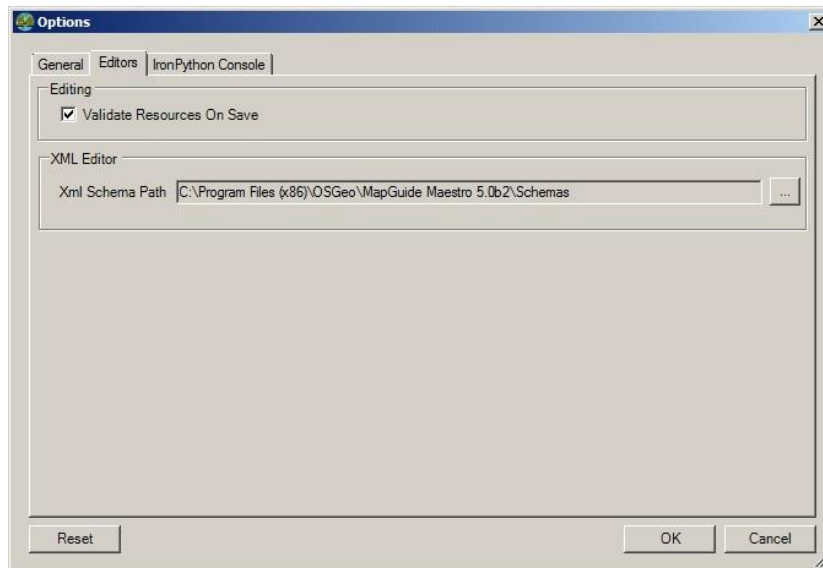 Options
General Editors IronPython Console
Editing
Validate Resources On Save
XML Editor
Xml Schema Path C:\Program Files (x86)\OSGeo\MapGuide Maestro 5.0b2\Schemas ...
Reset OK Cancel